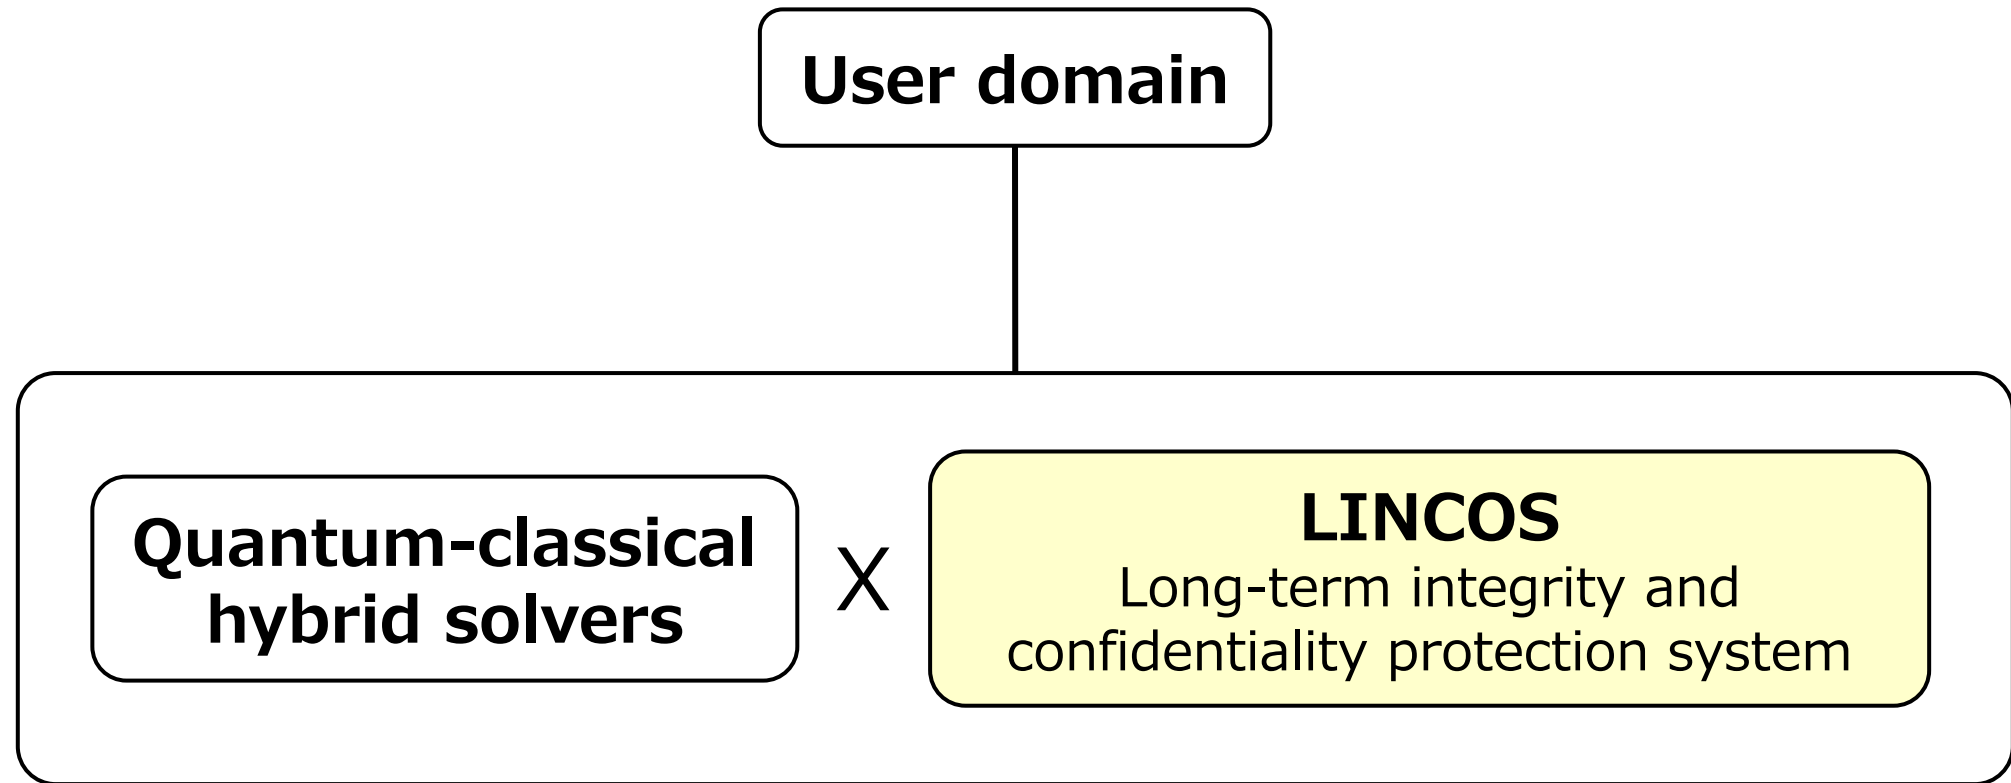 User domain
Quantum-classical
hybrid solvers
X
LINCOS
Long-term integrity and
confidentiality protection system